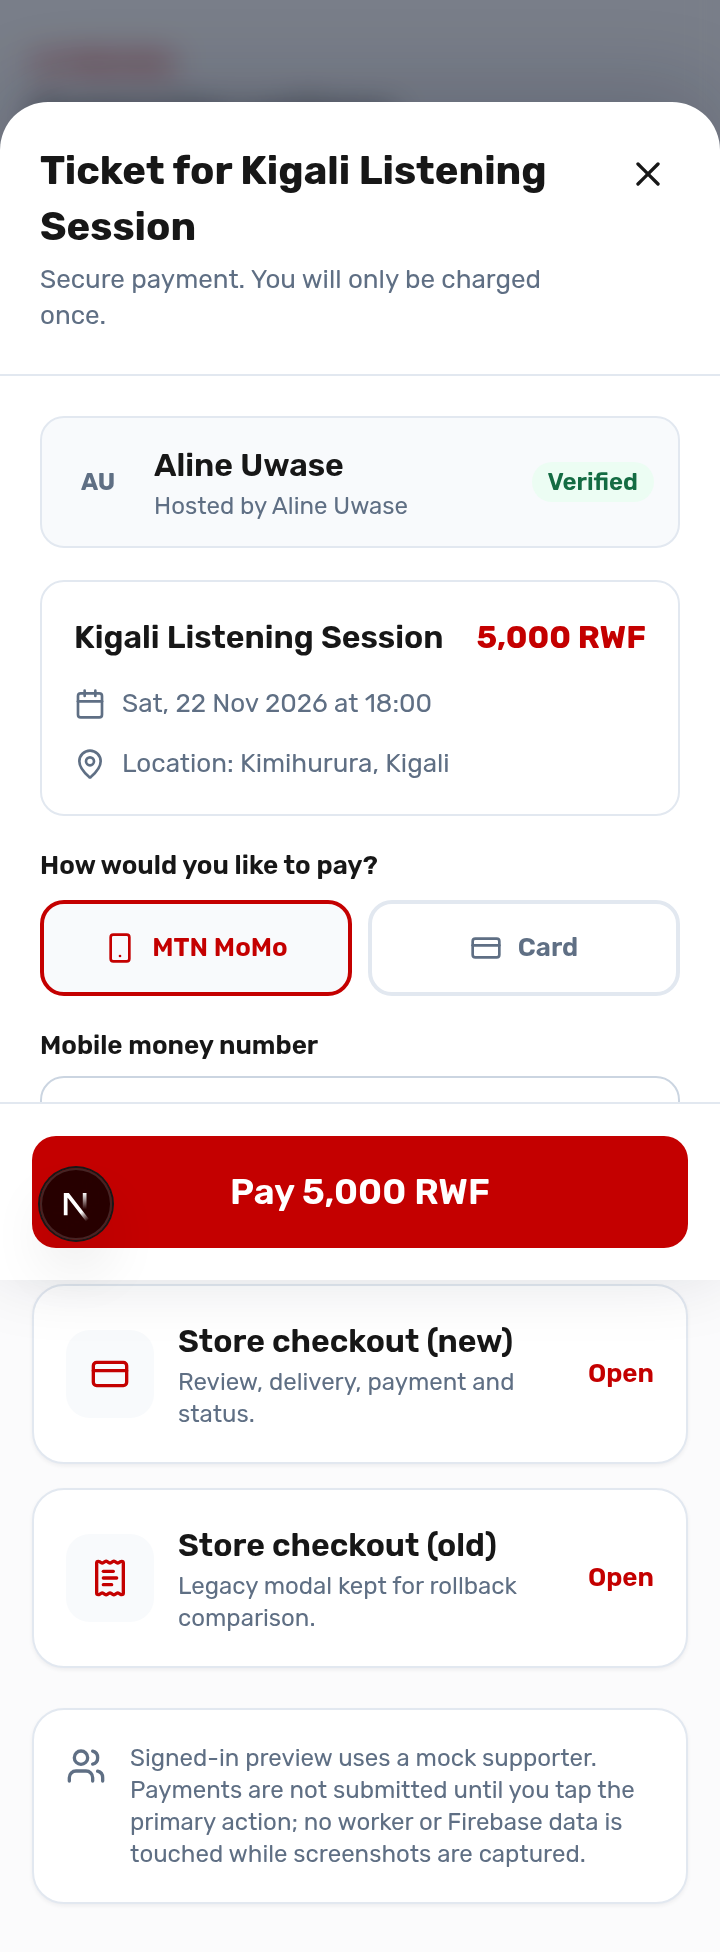 Ticket for Kigali Listening
Session
Secure payment. You will only be charged
once.
AU
Aline Uwase
Hosted by Aline Uwase
Verified
Kigali Listening Session
5,000 RWF
Sat, 22 Nov 2026 at 18:00
Location: Kimihurura, Kigali
How would you like to pay?
MTN MoMo
Card
Mobile money number
Pay 5,000 RWF
N
Store checkout (new)
Review, delivery, payment and
status.
Open
Store checkout (old)
Legacy modal kept for rollback
comparison.
Open
Signed-in preview uses a mock supporter.
Payments are not submitted until you tap the
primary action; no worker or Firebase data is
touched while screenshots are captured.